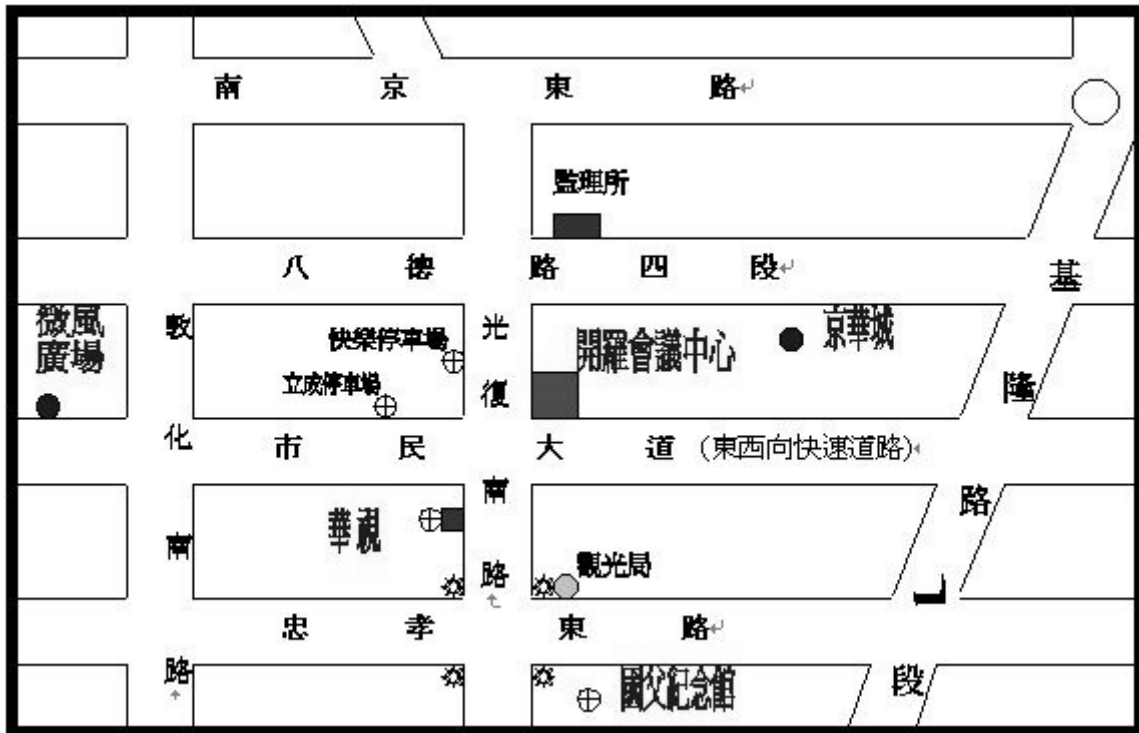 南京東路
監理所
八德路四段
微風
廣場
敦化南路
快樂停車場
立成停車場
光復南路
開羅會議中心
京華城
基隆路
段
市民大道(東西向快速道路)
華視
觀光局
忠孝東路
國父紀念館